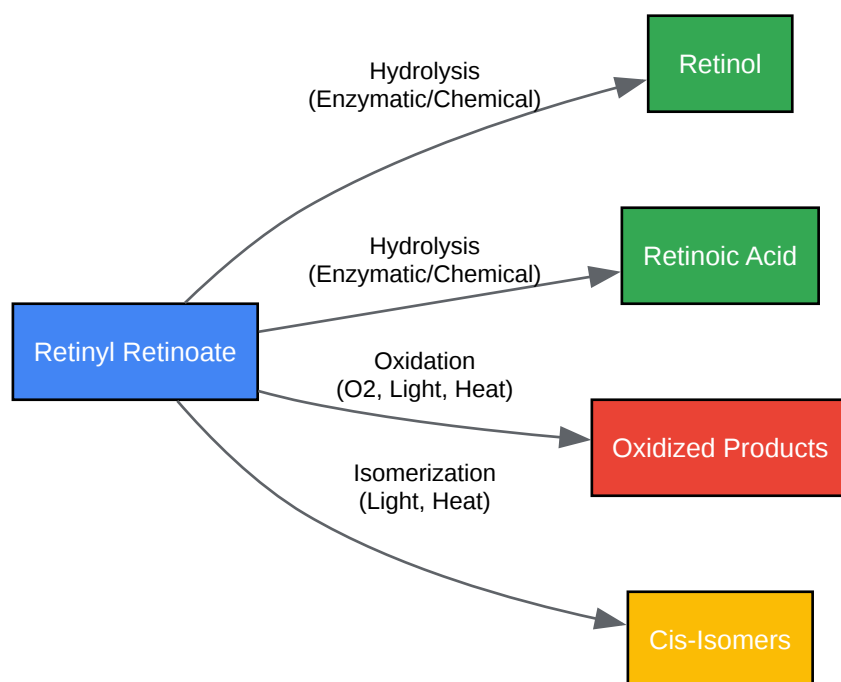 Hydrolysis
(Enzymatic/Chemical)
Retinol
Hydrolysis
(Enzymatic/Chemical)
Retinoic Acid
Retinyl Retinoate
Oxidation
(O2, Light, Heat)
Oxidized Products
Isomerization
(Light, Heat)
Cis-Isomers